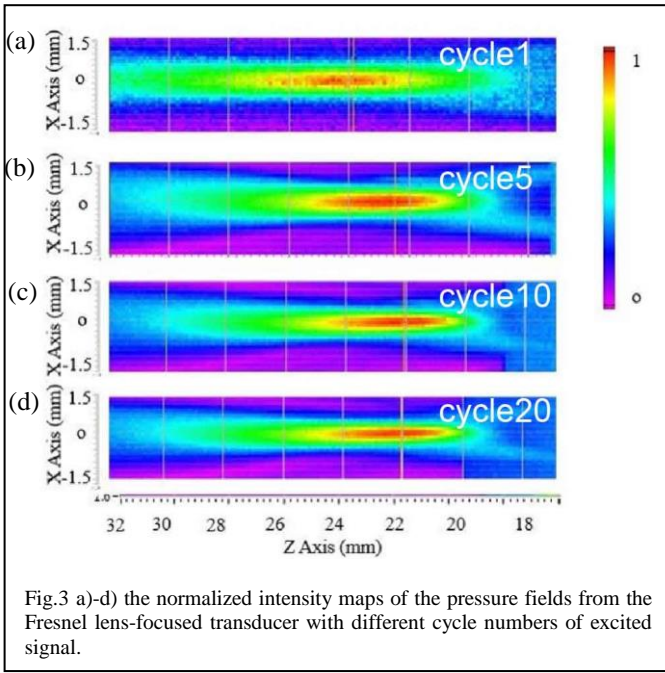 (a)
X Axis (mm)
1.5
0
-1.5
cycle1
1
0
(b)
X Axis (mm)
1.5
0
-1.5
cycle5
(c)
X Axis (mm)
1.5
0
-1.5
cycle10
(d)
X Axis (mm)
1.5
0
-1.5
cycle20
32 30 28 26 24 22 20 18
Z Axis (mm)
Fig.3 a)-d) the normalized intensity maps of the pressure fields from the
Fresnel lens-focused transducer with different cycle numbers of excited
signal.